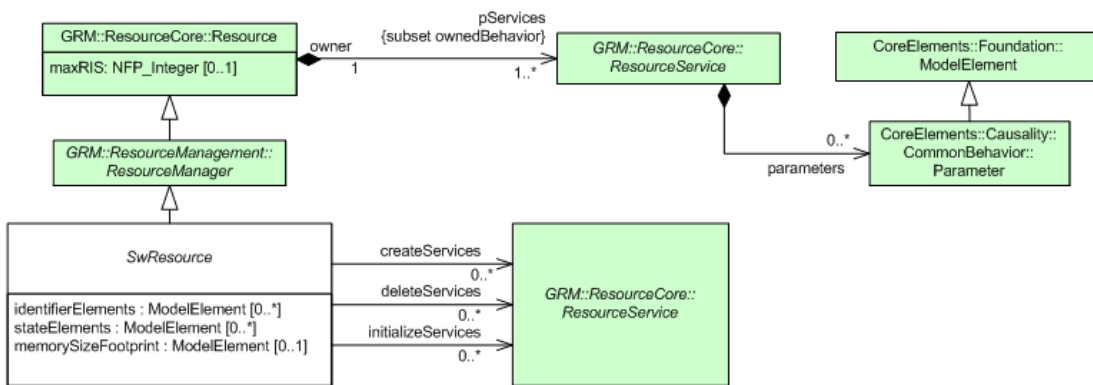 GRM::ResourceCore::Resource
maxRIS: NFP_Integer [0..1]
owner
1
pServices
{subset ownedBehavior}
1..*
GRM::ResourceCore::
ResourceService
CoreElements::Foundation::
ModelElement
GRM::ResourceManagement::
ResourceManager
0..*
parameters
CoreElements::Causality::
CommonBehavior::
Parameter
SwResource
identifierElements : ModelElement [0..*]
stateElements : ModelElement [0..*]
memorySizeFootprint : ModelElement [0..1]
createServices
0..*
deleteServices
0..*
initializeServices
0..*
GRM::ResourceCore::
ResourceService